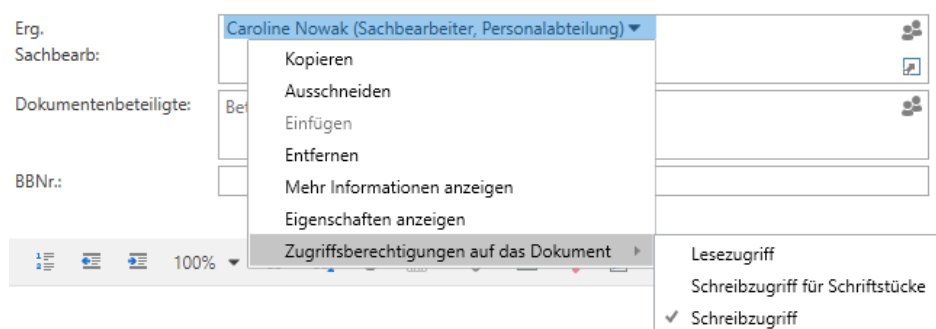 Erg.
Sachbearb:
Caroline Nowak (Sachbearbeiter, Personalabteilung)
Kopieren
Ausschneiden
Dokumentenbeteiligte:
Einfügen
Entfernen
BBNr.:
Mehr Informationen anzeigen
Eigenschaften anzeigen
100%
Zugriffsberechtigungen auf das Dokument
Lesezugriff
Schreibzugriff für Schriftstücke
Schreibzugriff